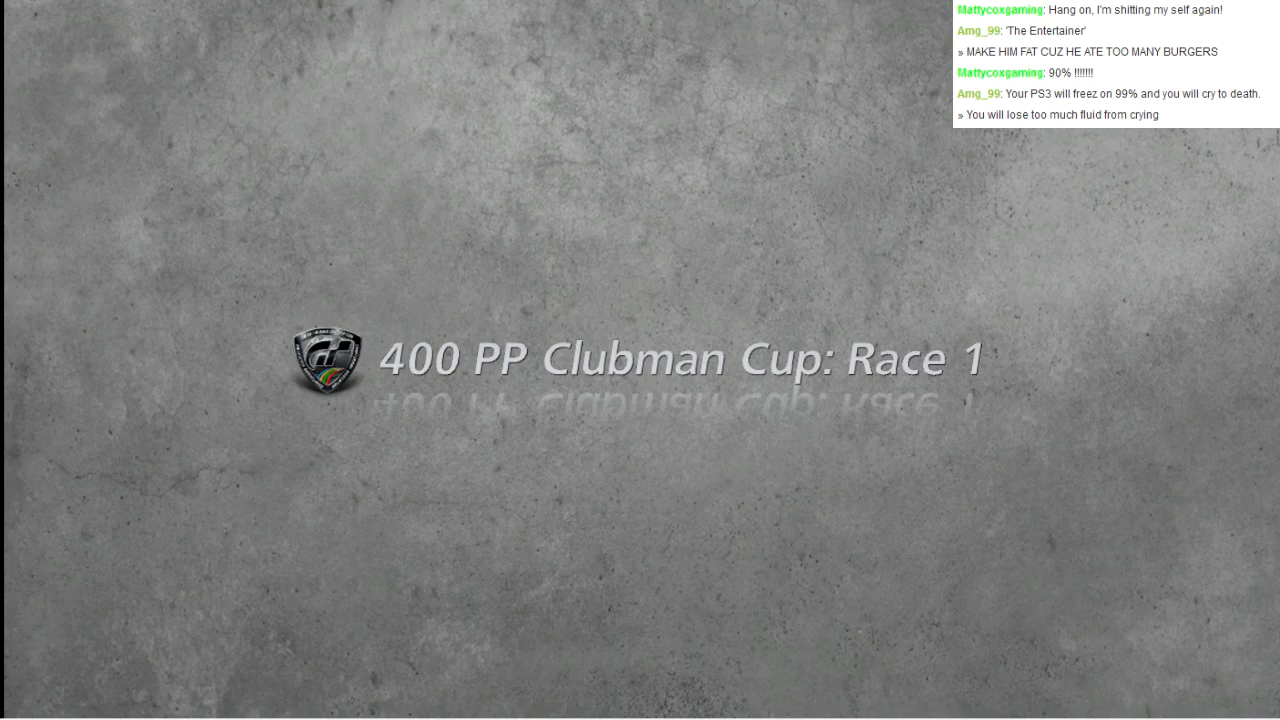 Mattycoxgaming: Hang on, I'm shitting my self again!
Amg_99: 'The Entertainer'
» MAKE HIM FAT CUZ HE ATE TOO MANY BURGERS
Mattycoxgaming: 90% !!!!!!!
Amg_99: Your PS3 will freez on 99% and you will cry to death.
» You will lose too much fluid from crying
400 PP Clubman Cup: Race 1